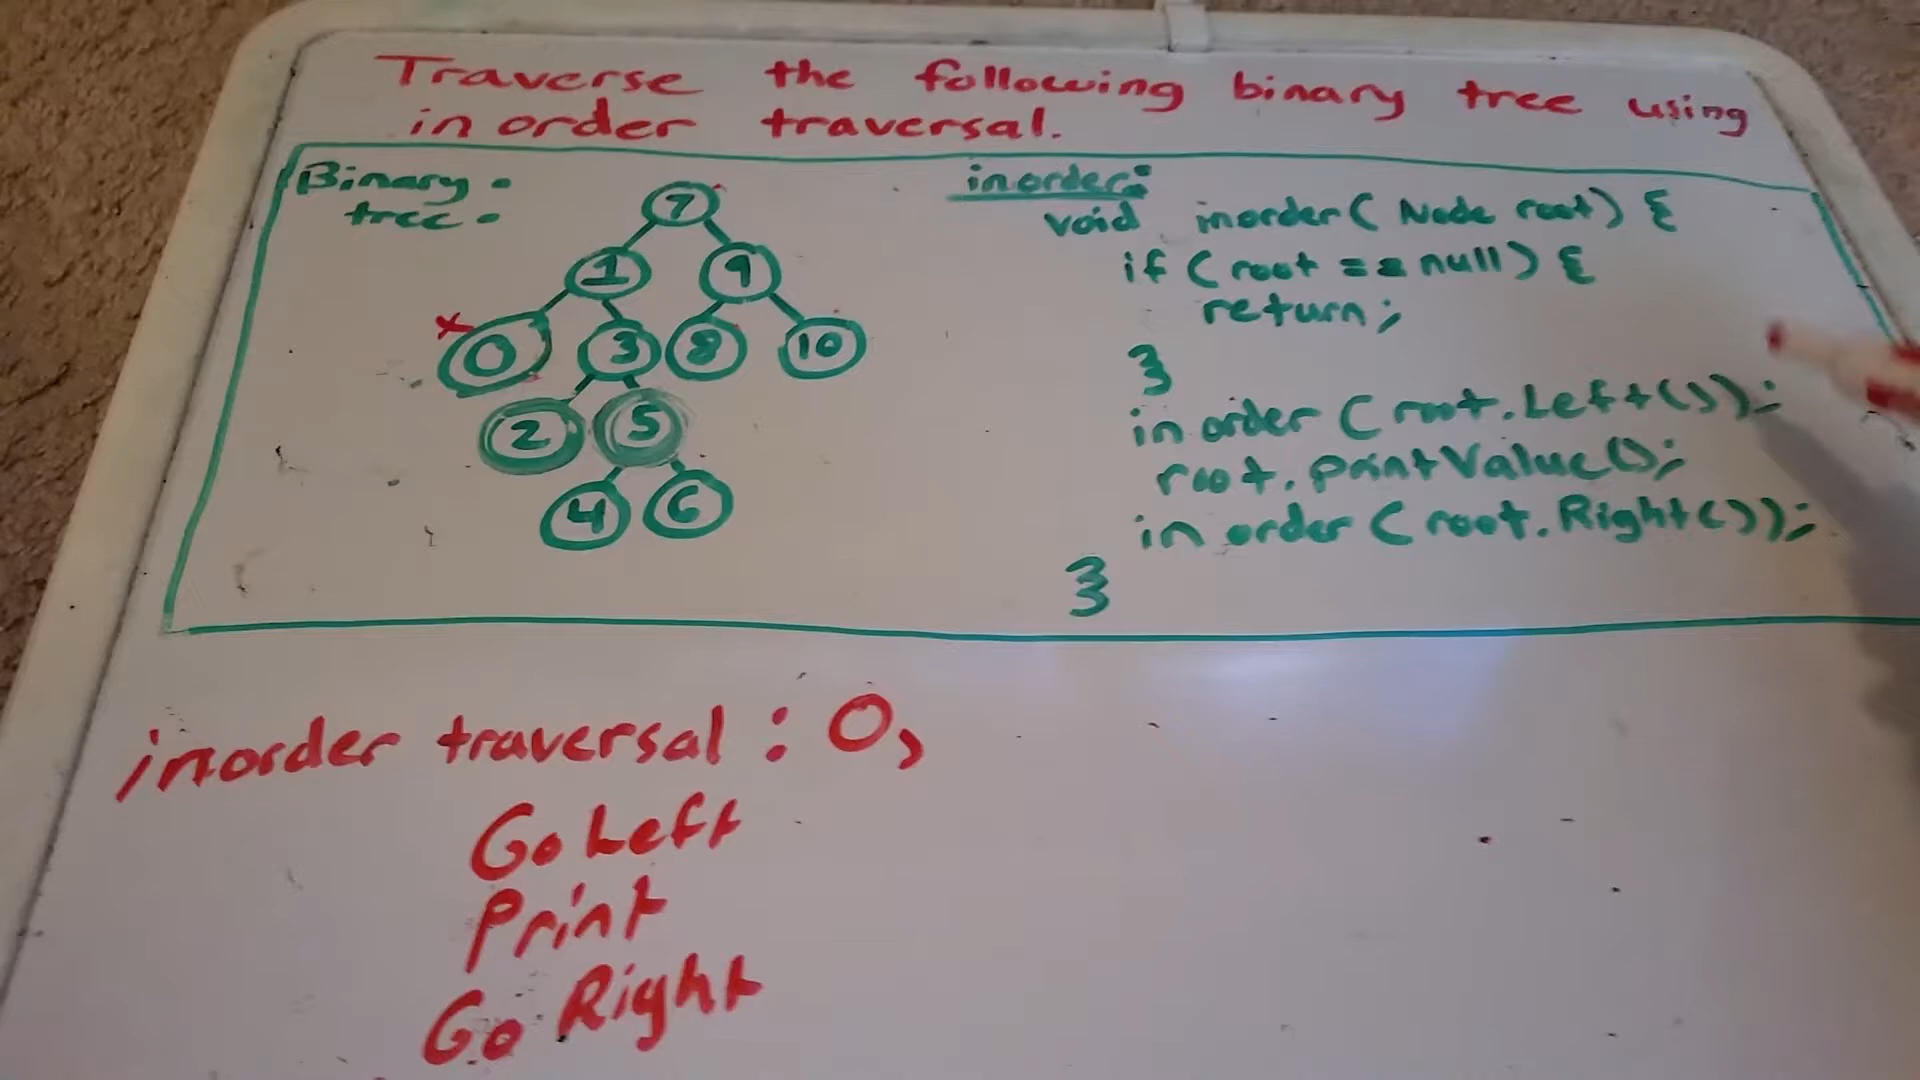 Traverse the following binary tree using
in order traversal.
Binary
tree:
7
1 9
0 3 8 10
2 5
4 6
inorder:
void inorder( Node root) {
if (root == null) {
return;
}
in order (root.Left());
root.printValue();
in order (root.Right());
}
inorder traversal: 0,
Go Left
Print
Go Right